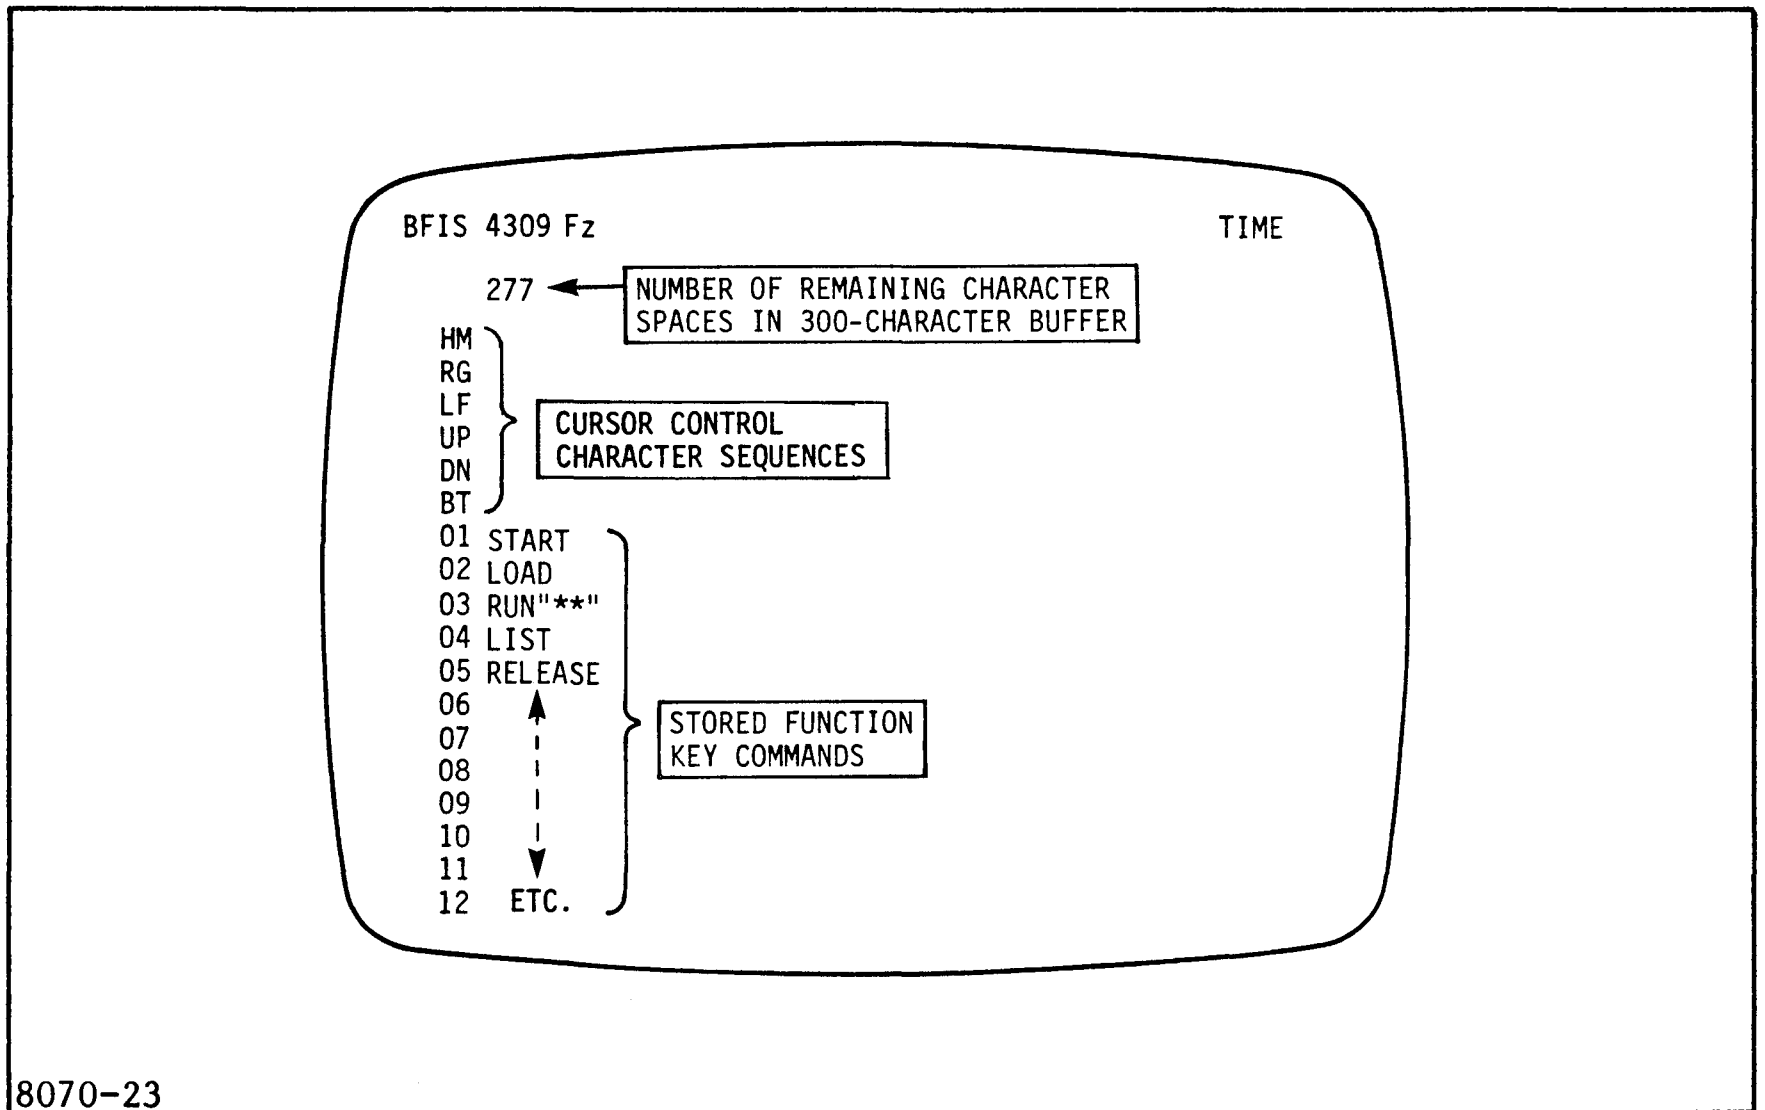 BFIS 4309 Fz TIME
277
NUMBER OF REMAINING CHARACTER
SPACES IN 300-CHARACTER BUFFER
HM
RG
LF
UP
DN
BT
CURSOR CONTROL
CHARACTER SEQUENCES
01 START
02 LOAD
03 RUN"**"
04 LIST
05 RELEASE
06
07
08
09
10
11
12 ETC.
STORED FUNCTION
KEY COMMANDS
8070-23